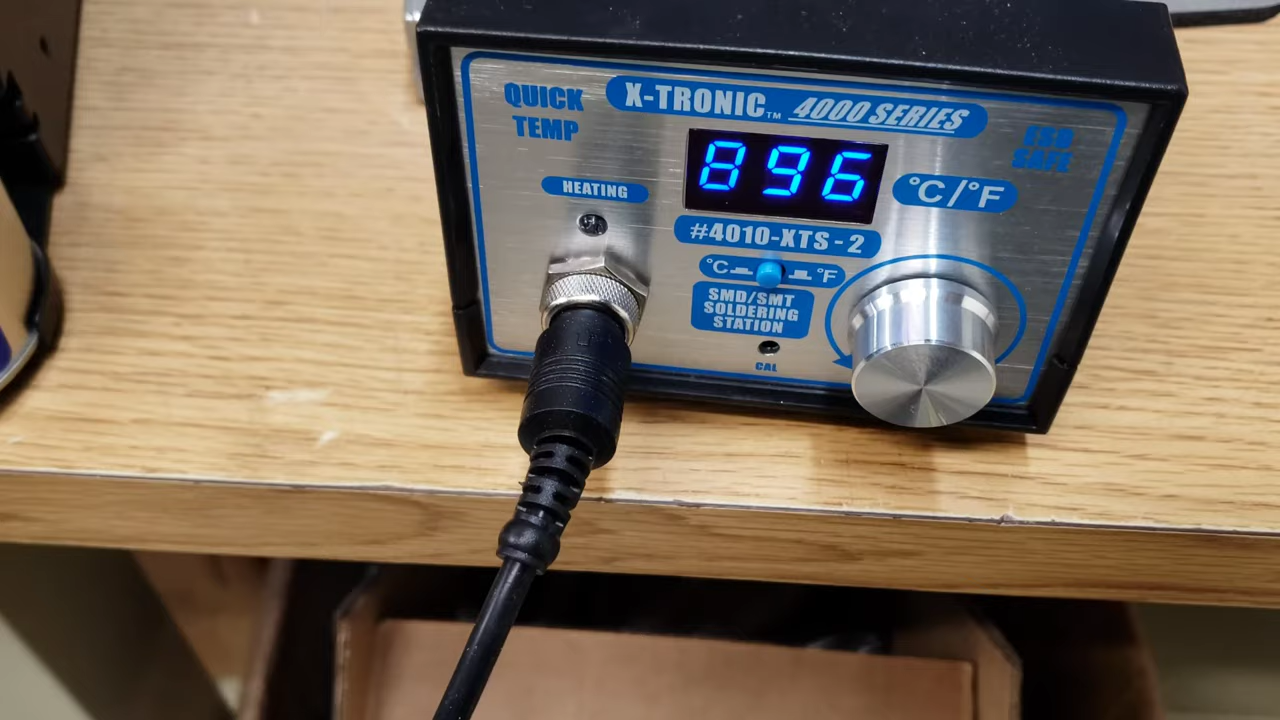 QUICK
TEMP
X-TRONIC™ 4000 SERIES
ESD
SAFE
896
°C/°F
HEATING
#4010-XTS-2
°C °F
SMD/SMT
SOLDERING
STATION
CAL